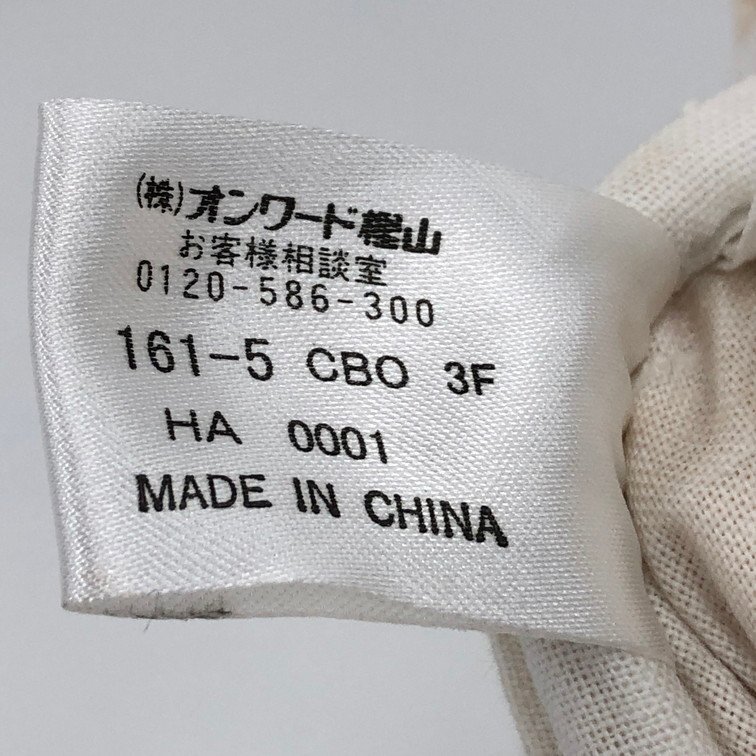 (株)オンワード樫山
お客様相談室
0120-586-300
161-5 CBO 3F
HA 0001
MADE IN CHINA